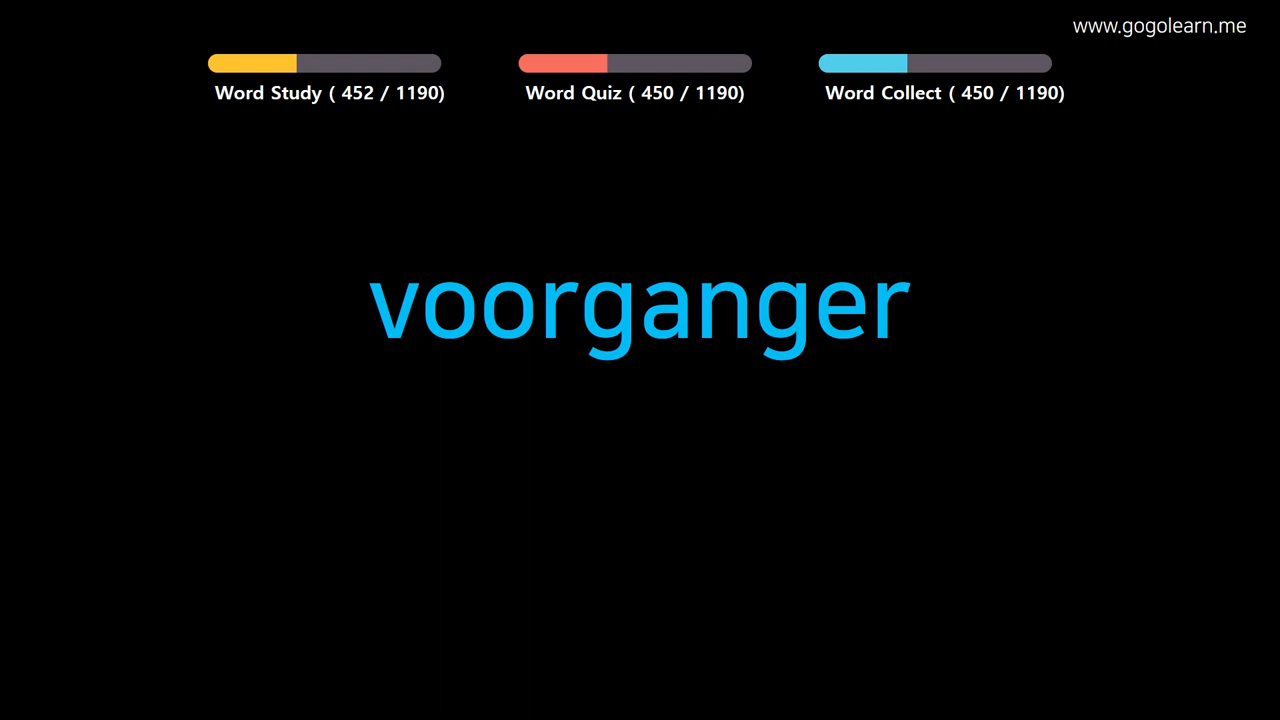 www.gogolearn.me
Word Study ( 452 / 1190)
Word Quiz ( 450 / 1190)
Word Collect ( 450 / 1190)
voorganger